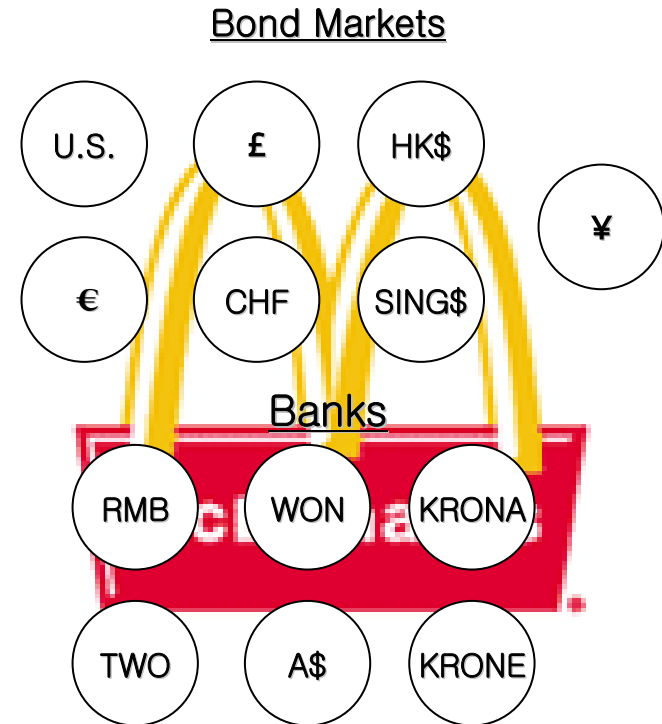 Bond Markets
U.S.
£
HK$
¥
€
CHF
SING$
Banks
RMB
WON
KRONA
TWO
A$
KRONE